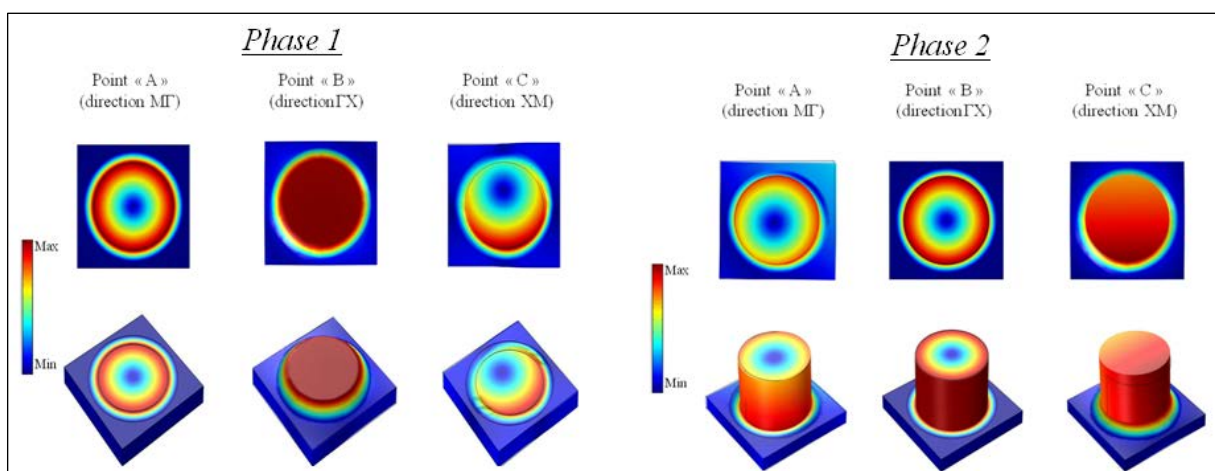 Phase 1
Point « A »
(direction MΓ)
Point « B »
(directionΓX)
Point « C »
(direction XM)
Max
Min
Phase 2
Point « A »
(direction MΓ)
Point « B »
(directionΓX)
Point « C »
(direction XM)
Max
Min